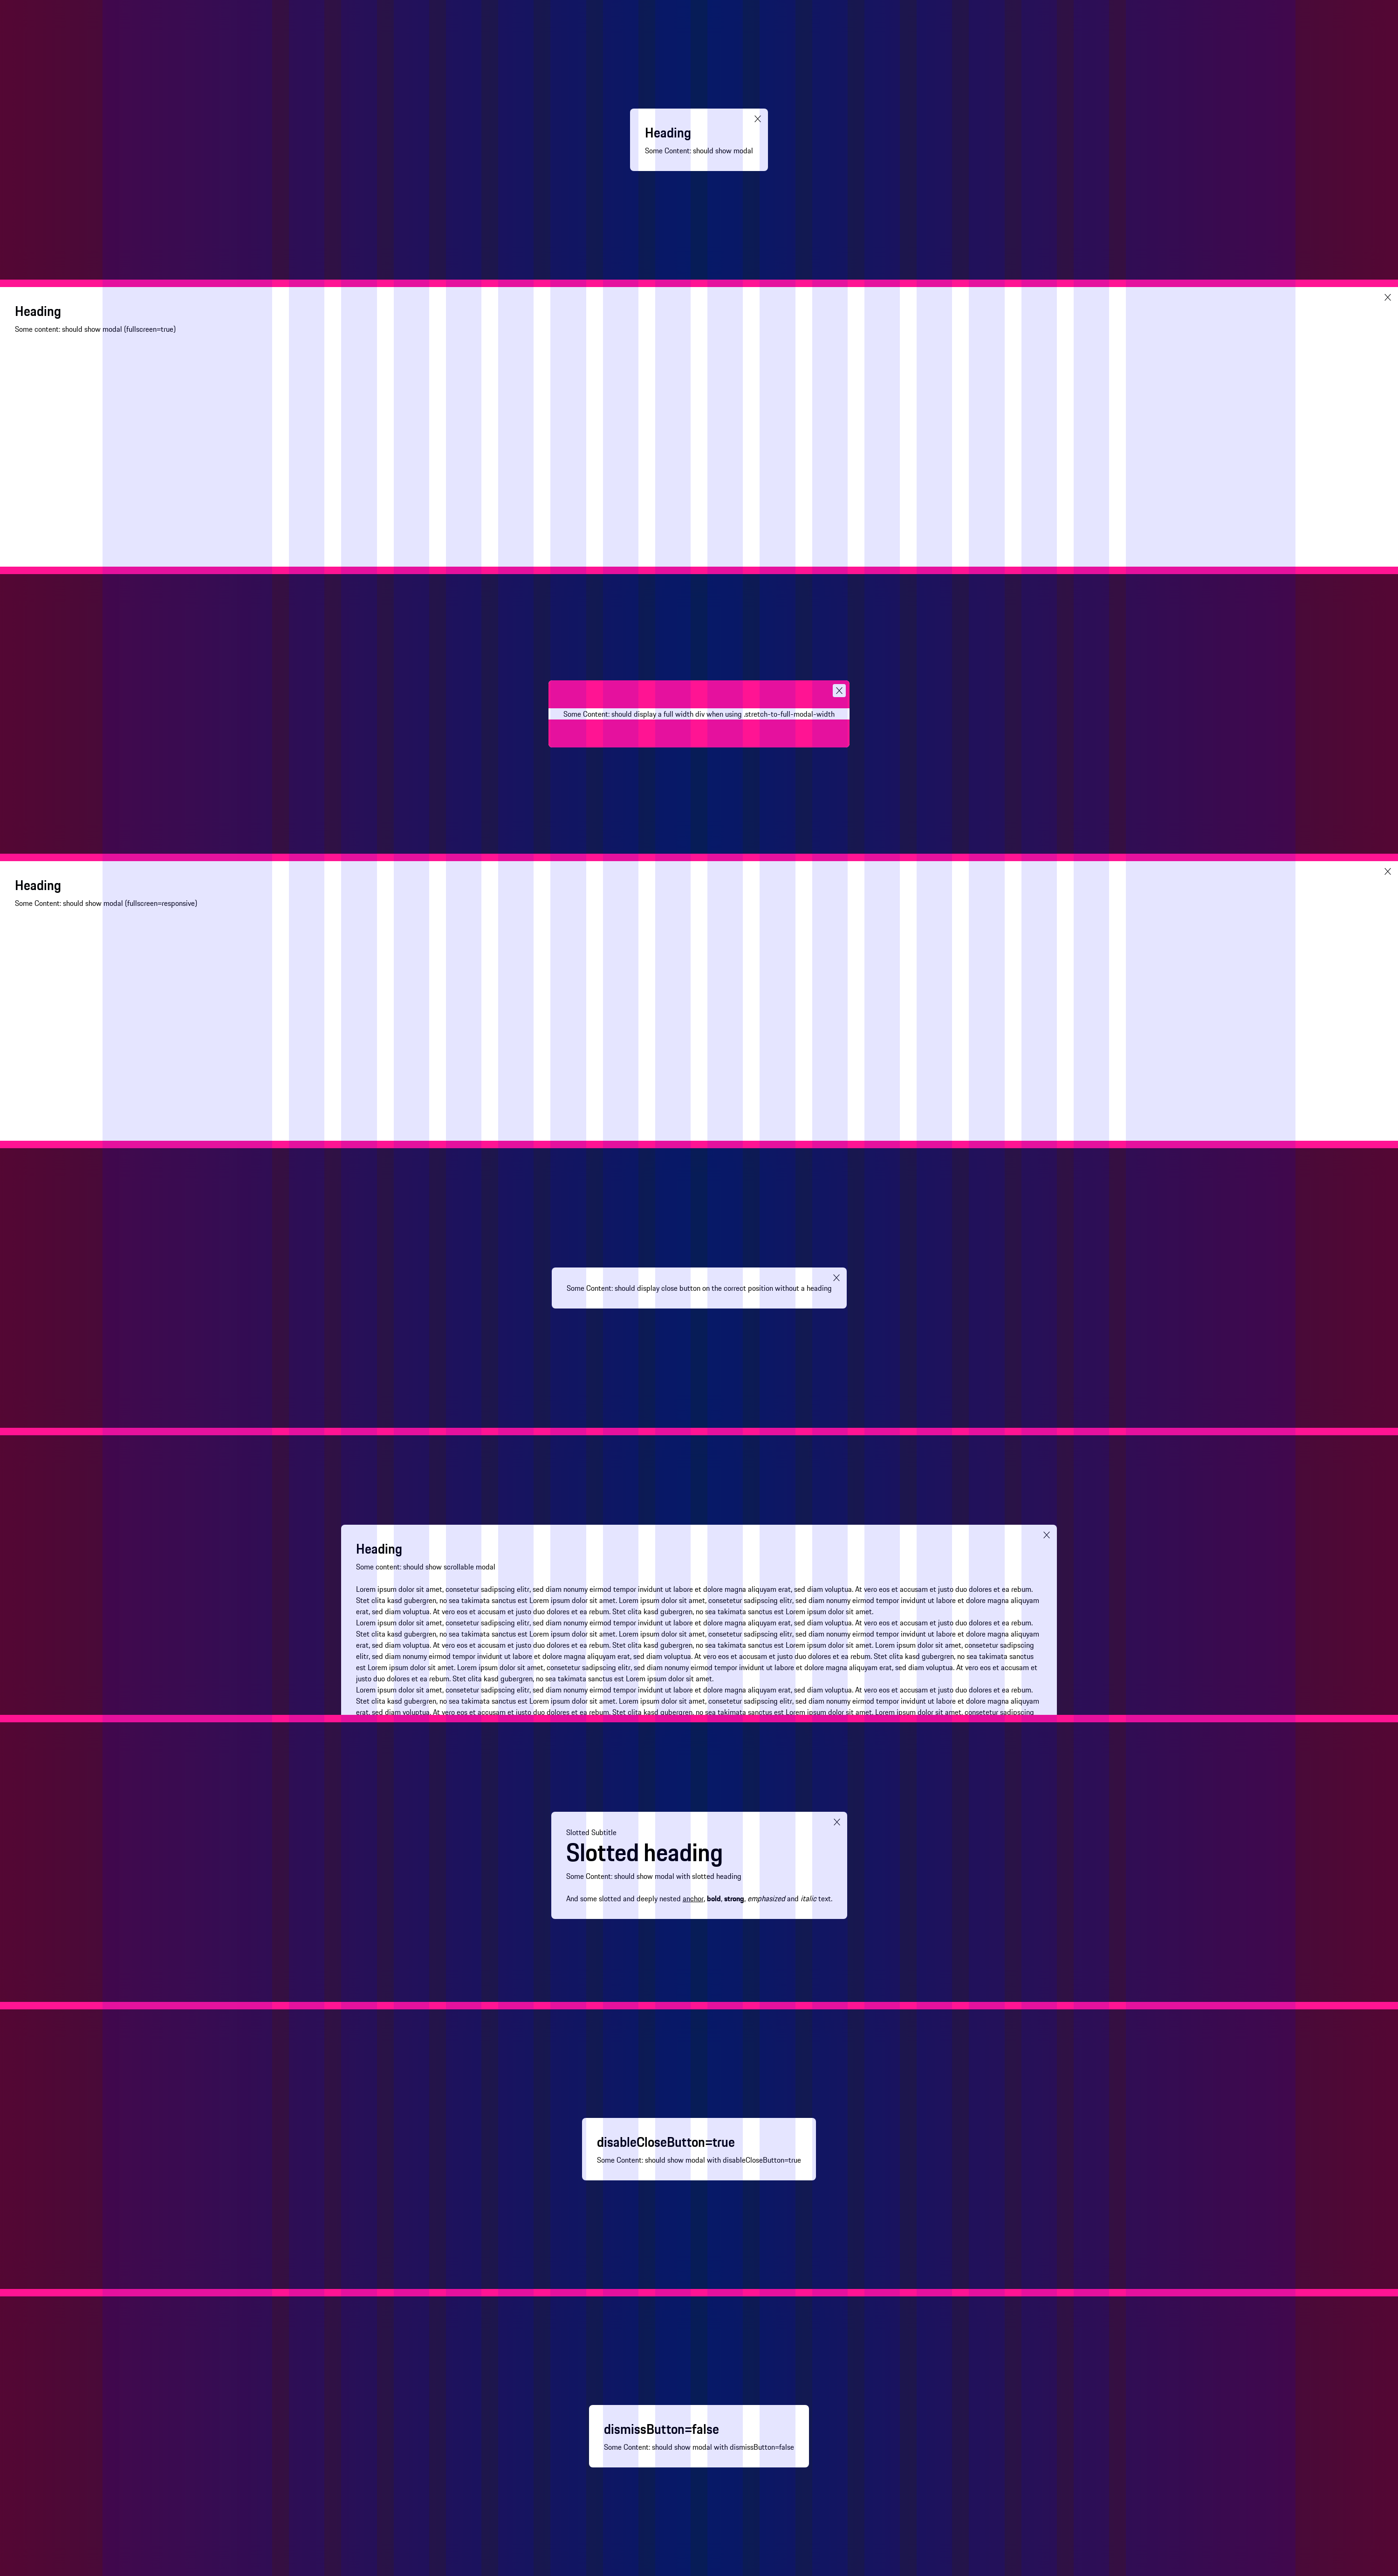 Heading
Some Content: should show modal
Heading
Some content: should show modal (fullscreen=true)
Some Content: should display a full width div when using .stretch-to-full-modal-width
Heading
Some Content: should show modal (fullscreen=responsive)
Some Content: should display close button on the correct position without a heading
Heading
Some content: should show scrollable modal
Lorem ipsum dolor sit amet, consetetur sadipscing elitr, sed diam nonumy eirmod tempor invidunt ut labore et dolore magna aliquyam erat, sed diam voluptua. At vero eos et accusam et justo duo dolores et ea rebum.
Stet clita kasd gubergren, no sea takimata sanctus est Lorem ipsum dolor sit amet. Lorem ipsum dolor sit amet, consetetur sadipscing elitr, sed diam nonumy eirmod tempor invidunt ut labore et dolore magna aliquyam
erat, sed diam voluptua. At vero eos et accusam et justo duo dolores et ea rebum. Stet clita kasd gubergren, no sea takimata sanctus est Lorem ipsum dolor sit amet.
Lorem ipsum dolor sit amet, consetetur sadipscing elitr, sed diam nonumy eirmod tempor invidunt ut labore et dolore magna aliquyam erat, sed diam voluptua. At vero eos et accusam et justo duo dolores et ea rebum.
Stet clita kasd gubergren, no sea takimata sanctus est Lorem ipsum dolor sit amet. Lorem ipsum dolor sit amet, consetetur sadipscing elitr, sed diam nonumy eirmod tempor invidunt ut labore et dolore magna aliquyam
erat, sed diam voluptua. At vero eos et accusam et justo duo dolores et ea rebum. Stet clita kasd gubergren, no sea takimata sanctus est Lorem ipsum dolor sit amet. Lorem ipsum dolor sit amet, consetetur sadipscing
elitr, sed diam nonumy eirmod tempor invidunt ut labore et dolore magna aliquyam erat, sed diam voluptua. At vero eos et accusam et justo duo dolores et ea rebum. Stet clita kasd gubergren, no sea takimata sanctus
est Lorem ipsum dolor sit amet. Lorem ipsum dolor sit amet, consetetur sadipscing elitr, sed diam nonumy eirmod tempor invidunt ut labore et dolore magna aliquyam erat, sed diam voluptua. At vero eos et accusam et
justo duo dolores et ea rebum. Stet clita kasd gubergren, no sea takimata sanctus est Lorem ipsum dolor sit amet.
Lorem ipsum dolor sit amet, consetetur sadipscing elitr, sed diam nonumy eirmod tempor invidunt ut labore et dolore magna aliquyam erat, sed diam voluptua. At vero eos et accusam et justo duo dolores et ea rebum.
Stet clita kasd gubergren, no sea takimata sanctus est Lorem ipsum dolor sit amet. Lorem ipsum dolor sit amet, consetetur sadipscing elitr, sed diam nonumy eirmod tempor invidunt ut labore et dolore magna aliquyam
erat, sed diam voluptua. At vero eos et accusam et justo duo dolores et ea rebum. Stet clita kasd gubergren, no sea takimata sanctus est Lorem ipsum dolor sit amet. Lorem ipsum dolor sit amet, consetetur sadipscing
Slotted Subtitle
Slotted heading
Some Content: should show modal with slotted heading
And some slotted and deeply nested anchor, bold, strong, emphasized and italic text.
disableCloseButton=true
Some Content: should show modal with disableCloseButton=true
dismissButton=false
Some Content: should show modal with dismissButton=false